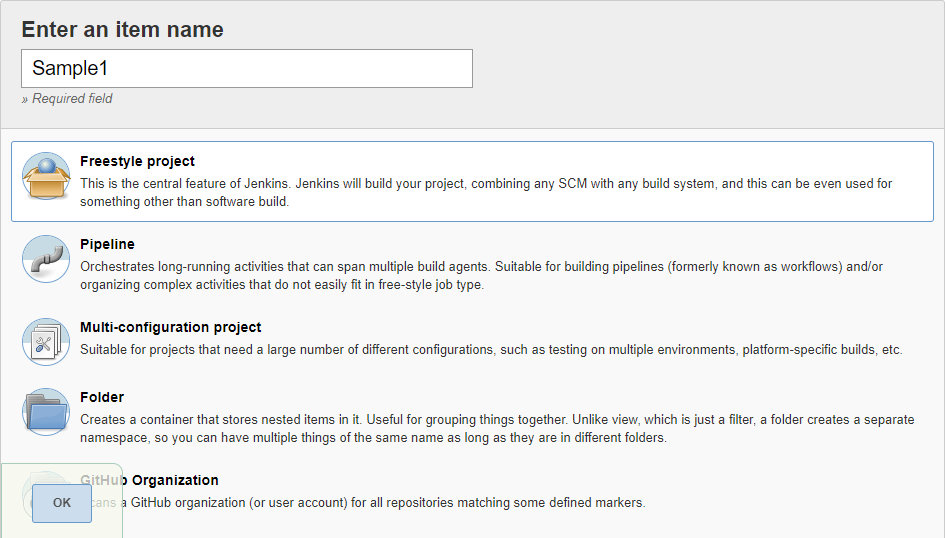 Enter an item name
Sample1
» Required field
Freestyle project
This is the central feature of Jenkins. Jenkins will build your project, combining any SCM with any build system, and this can be even used for
something other than software build.
Pipeline
Orchestrates long-running activities that can span multiple build agents. Suitable for building pipelines (formerly known as workflows) and/or
organizing complex activities that do not easily fit in free-style job type.
Multi-configuration project
Suitable for projects that need a large number of different configurations, such as testing on multiple environments, platform-specific builds, etc.
Folder
Creates a container that stores nested items in it. Useful for grouping things together. Unlike view, which is just a filter, a folder creates a separate
namespace, so you can have multiple things of the same name as long as they are in different folders.
GitHub Organization
Scans a GitHub organization (or user account) for all repositories matching some defined markers.
OK